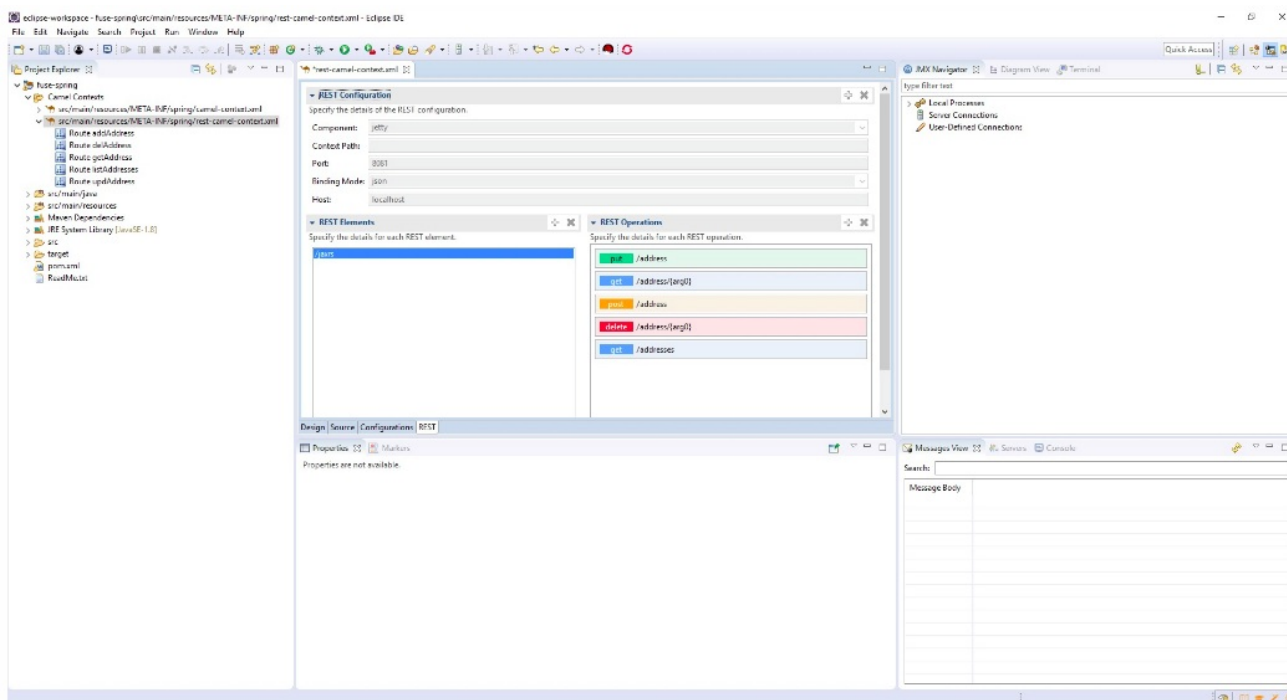 eclipse-workspace - fuse-spring\src/main/resources/META-INF/spring/rest-camel-context.xml - Eclipse IDE
File Edit Navigate Search Project Run Window Help
Quick Access
Project Explorer
fuse-spring
Camel Contexts
src/main/resources/META-INF/spring/camel-context.xml
src/main/resources/META-INF/spring/rest-camel-context.xml
Route addAddress
Route delAddress
Route getAddress
Route listAddresses
Route updAddress
src/main/java
src/main/resources
Maven Dependencies
JRE System Library [JavaSE-1.8]
src
target
pom.xml
ReadMe.txt
*rest-camel-context.xml
REST Configuration
Specify the details of the REST configuration.
Component: jetty
Context Path:
Port: 8081
Binding Mode: json
Host: localhost
REST Elements
Specify the details for each REST element.
/jaxrs
REST Operations
Specify the details for each REST operation.
put /address
get /address/{arg0}
post /address
delete /address/{arg0}
get /addresses
Design Source Configurations REST
Properties Markers
Properties are not available.
JMX Navigator Diagram View Terminal
type filter text
Local Processes
Server Connections
User-Defined Connections
Messages View Servers Console
Search:
Message Body